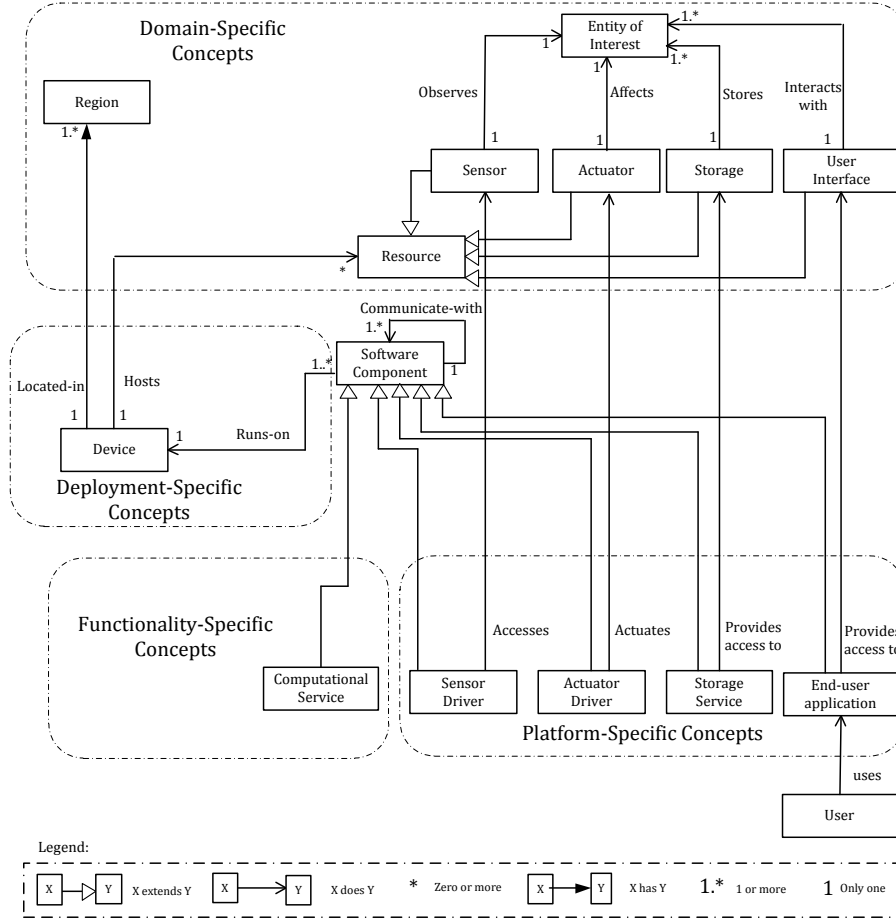 Domain-Specific
Concepts
Entity of
Interest
1.*
1
1
1.*
Region
1.*
Observes
Affects
Stores
Interacts
with
1
1
1
1
Sensor
Actuator
Storage
User
Interface
Resource
*
Communicate-with
1.*
Software
Component
1
1..*
Located-in
Hosts
1
1
1
Runs-on
Device
Deployment-Specific
Concepts
Functionality-Specific
Concepts
Computational
Service
Accesses
Actuates
Provides
access to
Provides
access to
Sensor
Driver
Actuator
Driver
Storage
Service
End-user
application
Platform-Specific Concepts
uses
User
Legend:
X Y X extends Y X Y X does Y * Zero or more X Y X has Y 1.* 1 or more 1 Only one